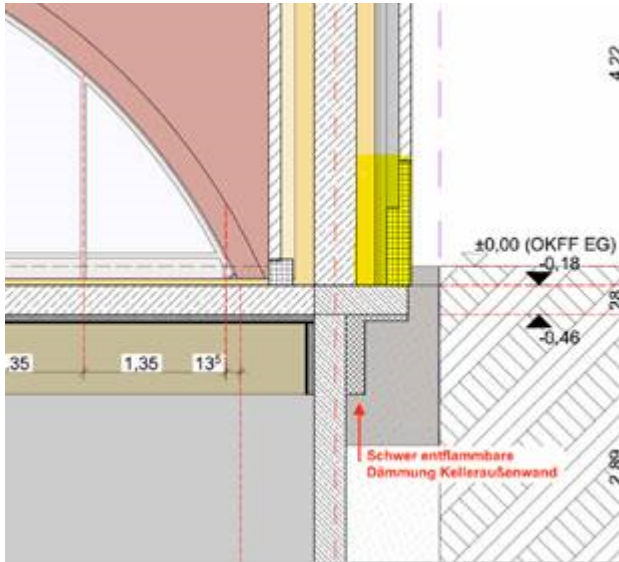 4,22
±0,00 (OKFF EG)
-0,18
28
-0,46
,35
1,35
13⁵
Schwer entflammbare
Dämmung Kelleraußenwand
2,89